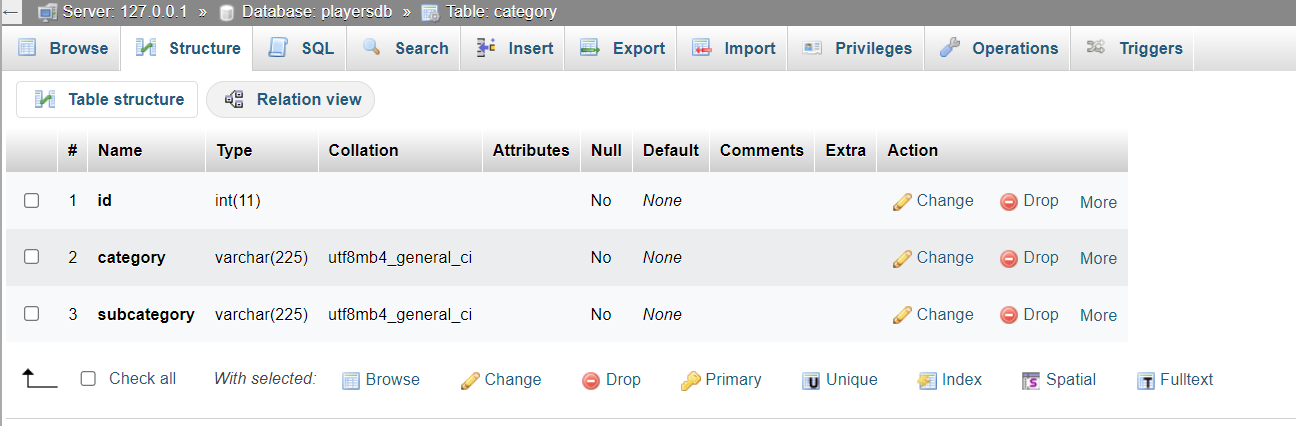 Server: 127.0.0.1 » Database: playersdb » Table: category
Browse Structure SQL Search Insert Export Import Privileges Operations Triggers
Table structure Relation view
# Name Type Collation Attributes Null Default Comments Extra Action
1 id int(11) No None Change Drop More
2 category varchar(225) utf8mb4_general_ci No None Change Drop More
3 subcategory varchar(225) utf8mb4_general_ci No None Change Drop More
Check all With selected: Browse Change Drop Primary Unique Index Spatial Fulltext